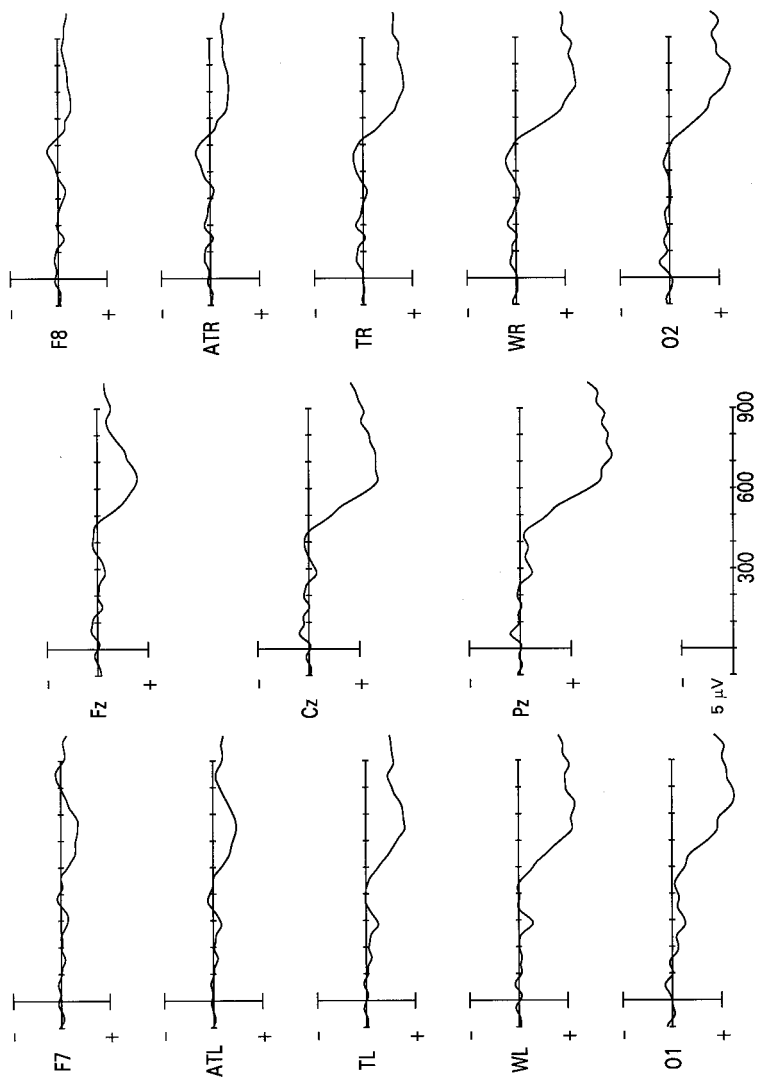 -
F7
+
-
Fz
+
-
F8
+
-
ATL
+
-
ATR
+
-
Cz
+
-
TL
+
-
TR
+
-
WL
+
-
Pz
+
-
WR
+
-
O1
+
-
5 µV
300 600 900
-
O2
+